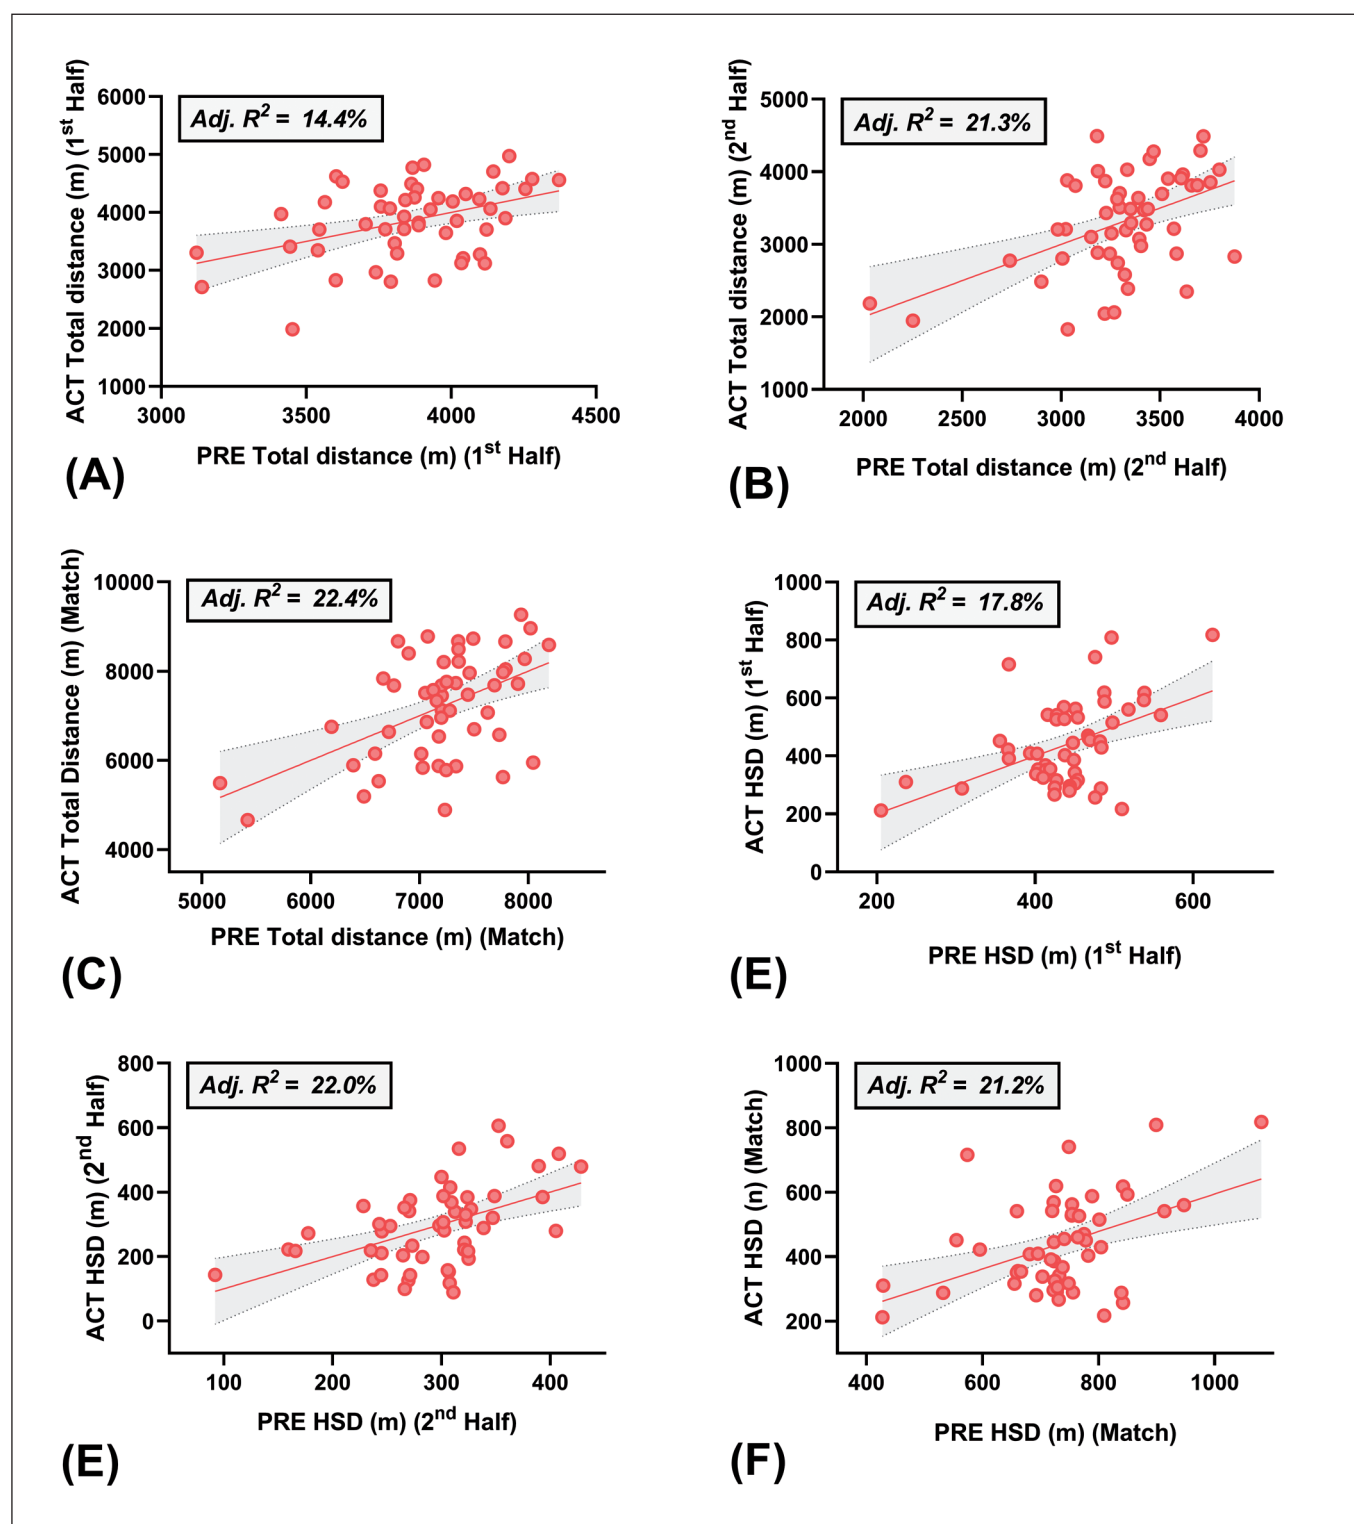 Adj. R² = 14.4%
ACT Total distance (m) (1st Half)
6000
5000
4000
3000
2000
1000
3000 3500 4000 4500
PRE Total distance (m) (1st Half)
(A)
Adj. R² = 21.3%
ACT Total distance (m) (2nd Half)
5000
4000
3000
2000
1000
2000 2500 3000 3500 4000
PRE Total distance (m) (2nd Half)
(B)
Adj. R² = 22.4%
ACT Total Distance (m) (Match)
10000
8000
6000
4000
5000 6000 7000 8000
PRE Total distance (m) (Match)
(C)
Adj. R² = 17.8%
ACT HSD (m) (1st Half)
1000
800
600
400
200
0
200 400 600
PRE HSD (m) (1st Half)
(E)
Adj. R² = 22.0%
ACT HSD (m) (2nd Half)
800
600
400
200
0
100 200 300 400
PRE HSD (m) (2nd Half)
(E)
Adj. R² = 21.2%
ACT HSD (n) (Match)
1000
800
600
400
200
400 600 800 1000
PRE HSD (m) (Match)
(F)